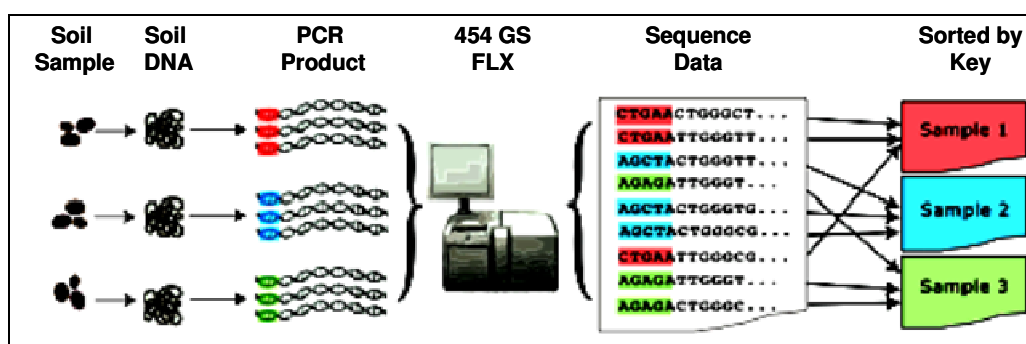 Soil Sample
Soil DNA
PCR Product
454 GS FLX
Sequence Data
Sorted by Key
CTGAACTGGGCT...
CTGAATTGGGTT...
AGCTACTGGGTT...
AGAGATTGGGT...
AGCTACTGGGTG...
AGCTACTGGGCG...
CTGAATTGGGCG...
AGAGATTGGGT...
AGAGACTGGGC...
Sample 1
Sample 2
Sample 3